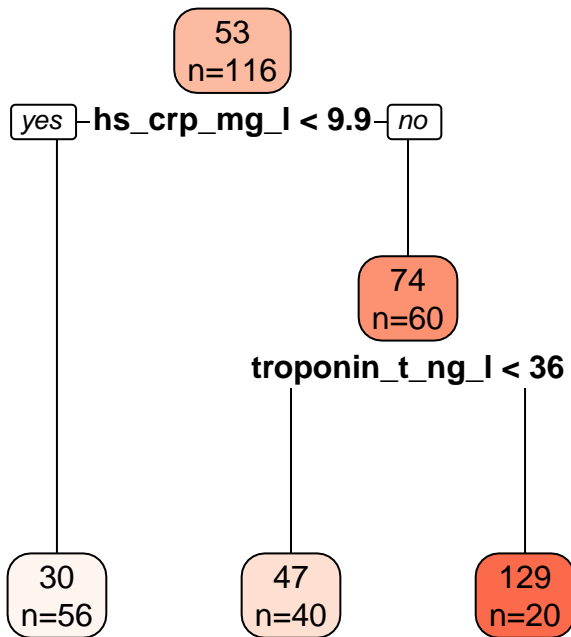 53
n=116
yes hs_crp_mg_l < 9.9 no
74
n=60
troponin_t_ng_l < 36
30
n=56
47
n=40
129
n=20